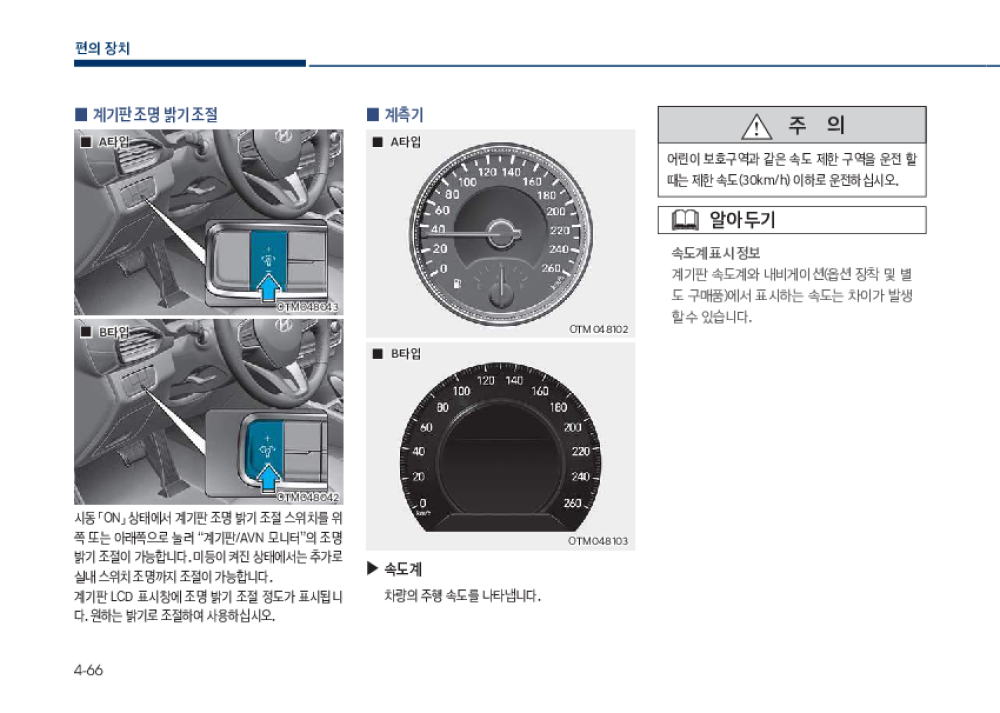 편의 장치
■ 계기판 조명 밝기 조절
■ A타입
OTM048043
■ B타입
OTM048042
시동 「ON」 상태에서 계기판 조명 밝기 조절 스위치를 위
쪽 또는 아래쪽으로 눌러 “계기판/AVN 모니터”의 조명
밝기 조절이 가능합니다. 미등이 켜진 상태에서는 추가로
실내 스위치 조명까지 조절이 가능합니다.
계기판 LCD 표시창에 조명 밝기 조절 정도가 표시됩니
다. 원하는 밝기로 조절하여 사용하십시오.
■ 계측기
■ A타입
0
20
40
60
80
100
120
140
160
180
200
220
240
260
km/h
OTM048102
■ B타입
0
20
40
60
80
100
120
140
160
180
200
220
240
260
km/h
OTM048103
▶ 속도계
차량의 주행 속도를 나타냅니다.
주 의
어린이 보호구역과 같은 속도 제한 구역을 운전 할
때는 제한 속도(30km/h) 이하로 운전하십시오.
알아두기
속도계 표시 정보
계기판 속도계와 내비게이션(옵션 장착 및 별
도 구매품)에서 표시하는 속도는 차이가 발생
할 수 있습니다.
4-66